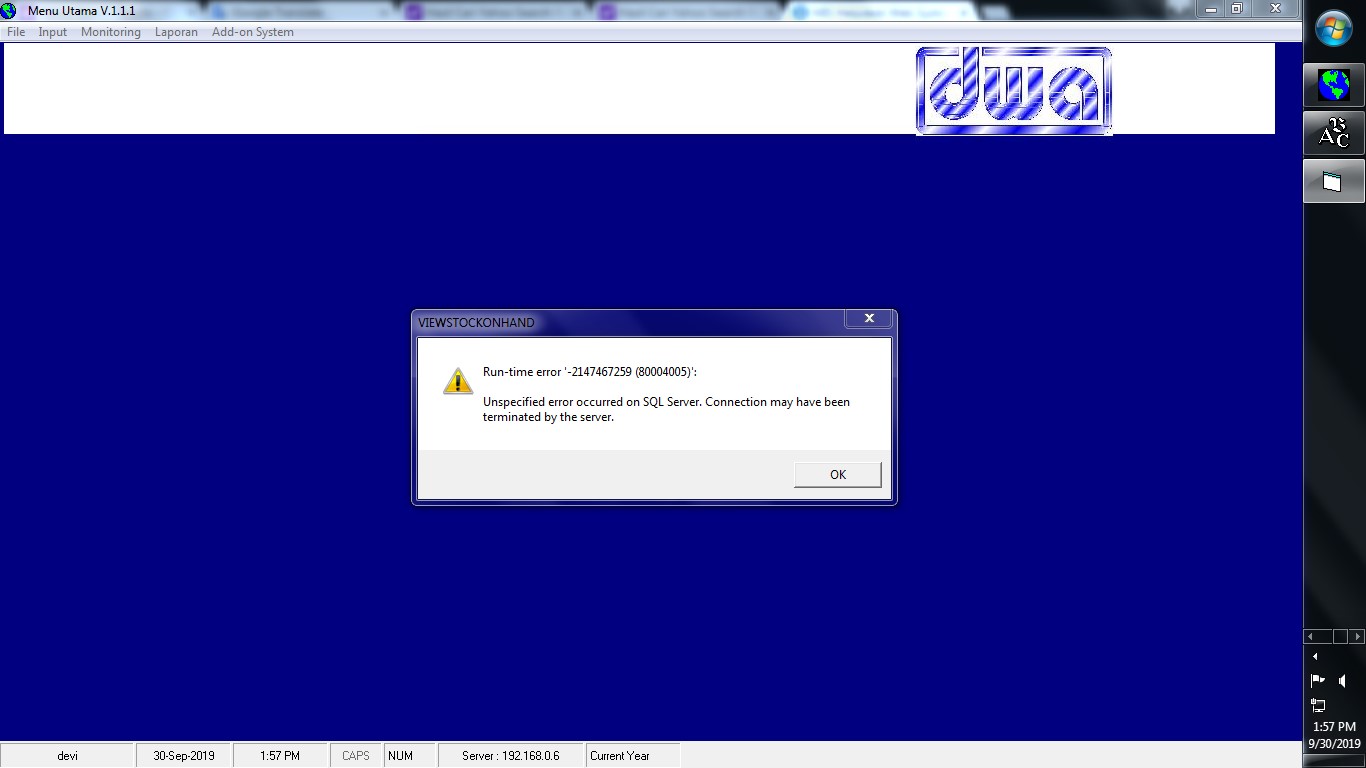 Menu Utama V.1.1.1
File Input Monitoring Laporan Add-on System
dwa
VIEWSTOCKONHAND
Run-time error '-2147467259 (80004005)':
Unspecified error occurred on SQL Server. Connection may have been
terminated by the server.
OK
devi 30-Sep-2019 1:57 PM CAPS NUM Server : 192.168.0.6 Current Year
ABC
1:57 PM
9/30/2019